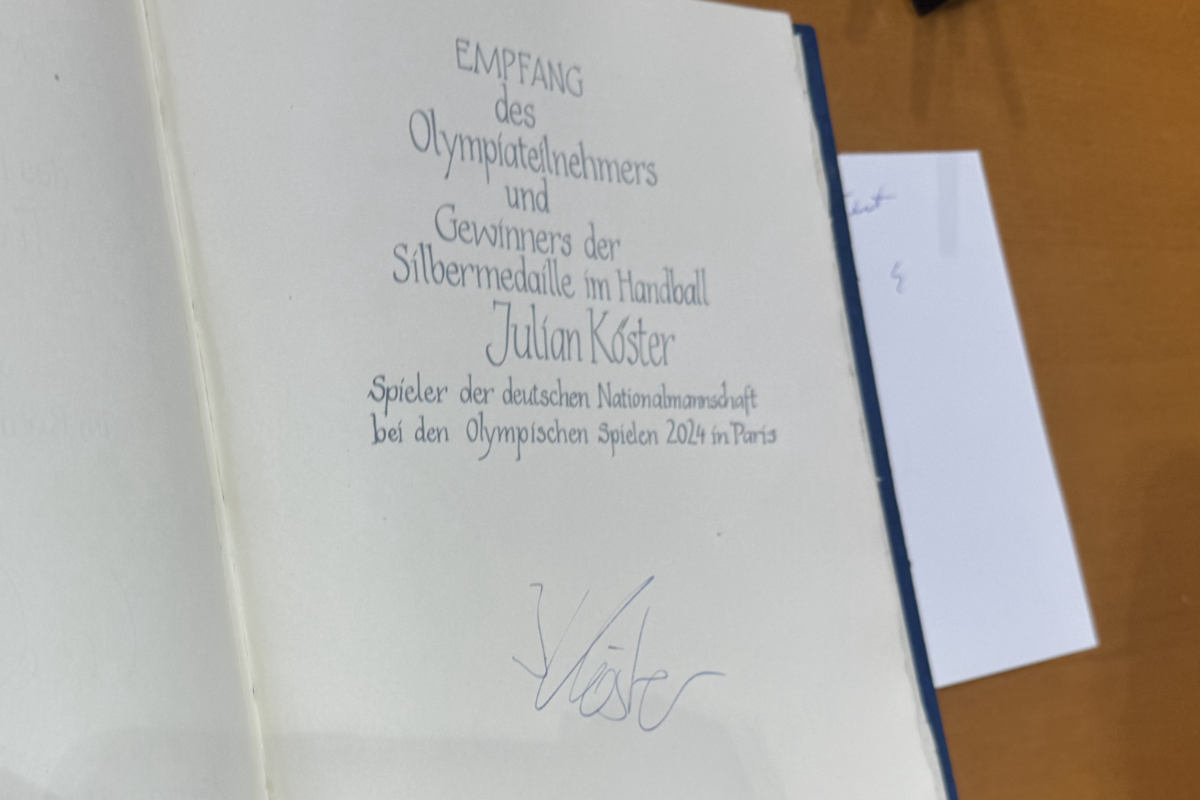 EMPFANG
des
Olympiateilnehmers
und
Gewinners der
Silbermedaille im Handball
Julian Köster
Spieler der deutschen Nationalmannschaft
bei den Olympischen Spielen 2024 in Paris
J Köster